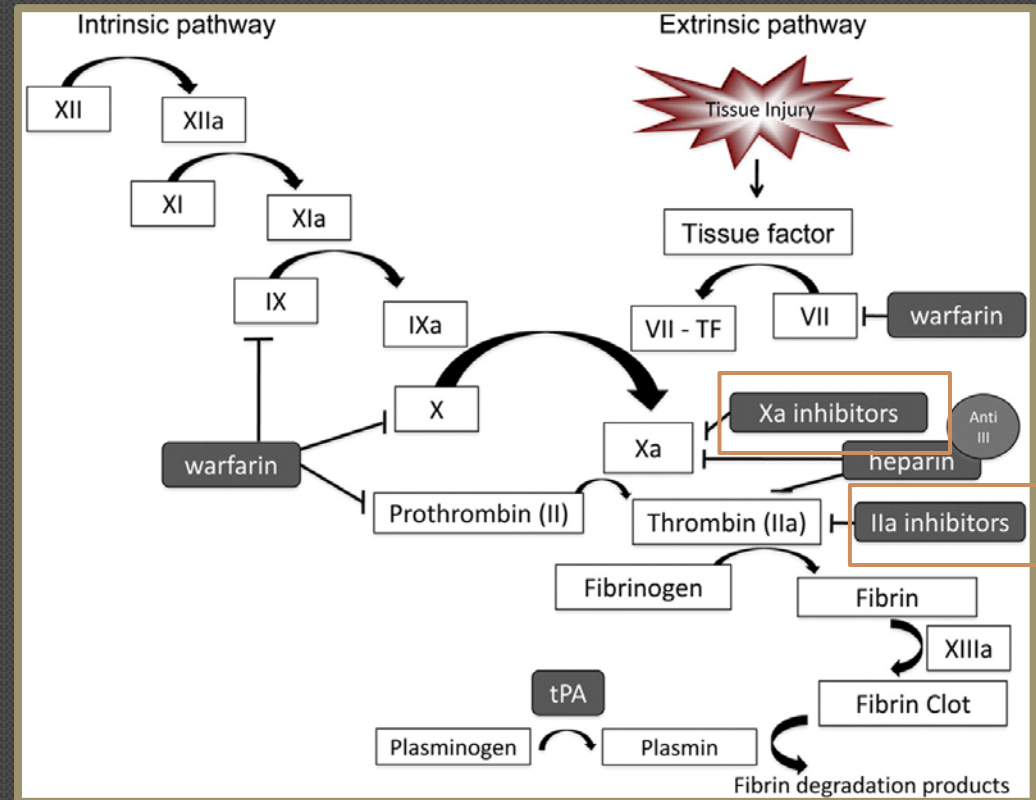 Intrinsic pathway
Extrinsic pathway
XII
XIIa
Tissue Injury
XI
XIa
Tissue factor
IX
IXa
VII - TF
VII
warfarin
X
Xa inhibitors
Anti
III
Xa
heparin
warfarin
Prothrombin (II)
Thrombin (IIa)
IIa inhibitors
Fibrinogen
Fibrin
XIIIa
tPA
Fibrin Clot
Plasminogen
Plasmin
Fibrin degradation products